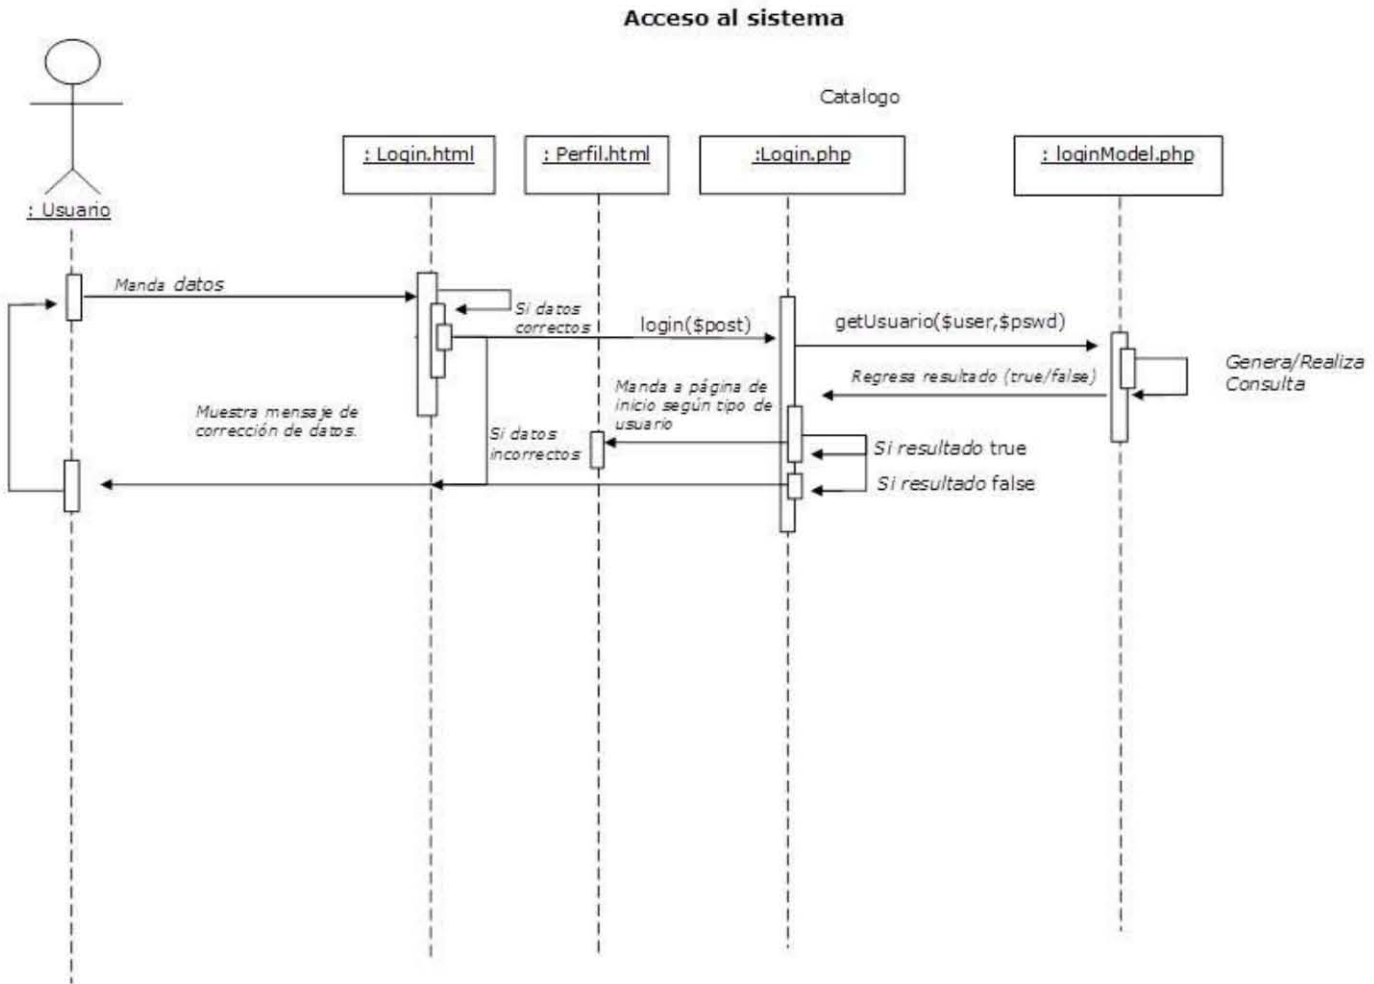 Acceso al sistema
Catalogo
: Login.html
: Perfil.html
:Login.php
: loginModel.php
: Usuario
Manda datos
Si datos
correctos
login($post)
getUsuario($user,$pswd)
Genera/Realiza
Consulta
Regresa resultado (true/false)
Manda a página de
inicio según tipo de
usuario
Muestra mensaje de
corrección de datos.
Si datos
incorrectos
Si resultado true
Si resultado false